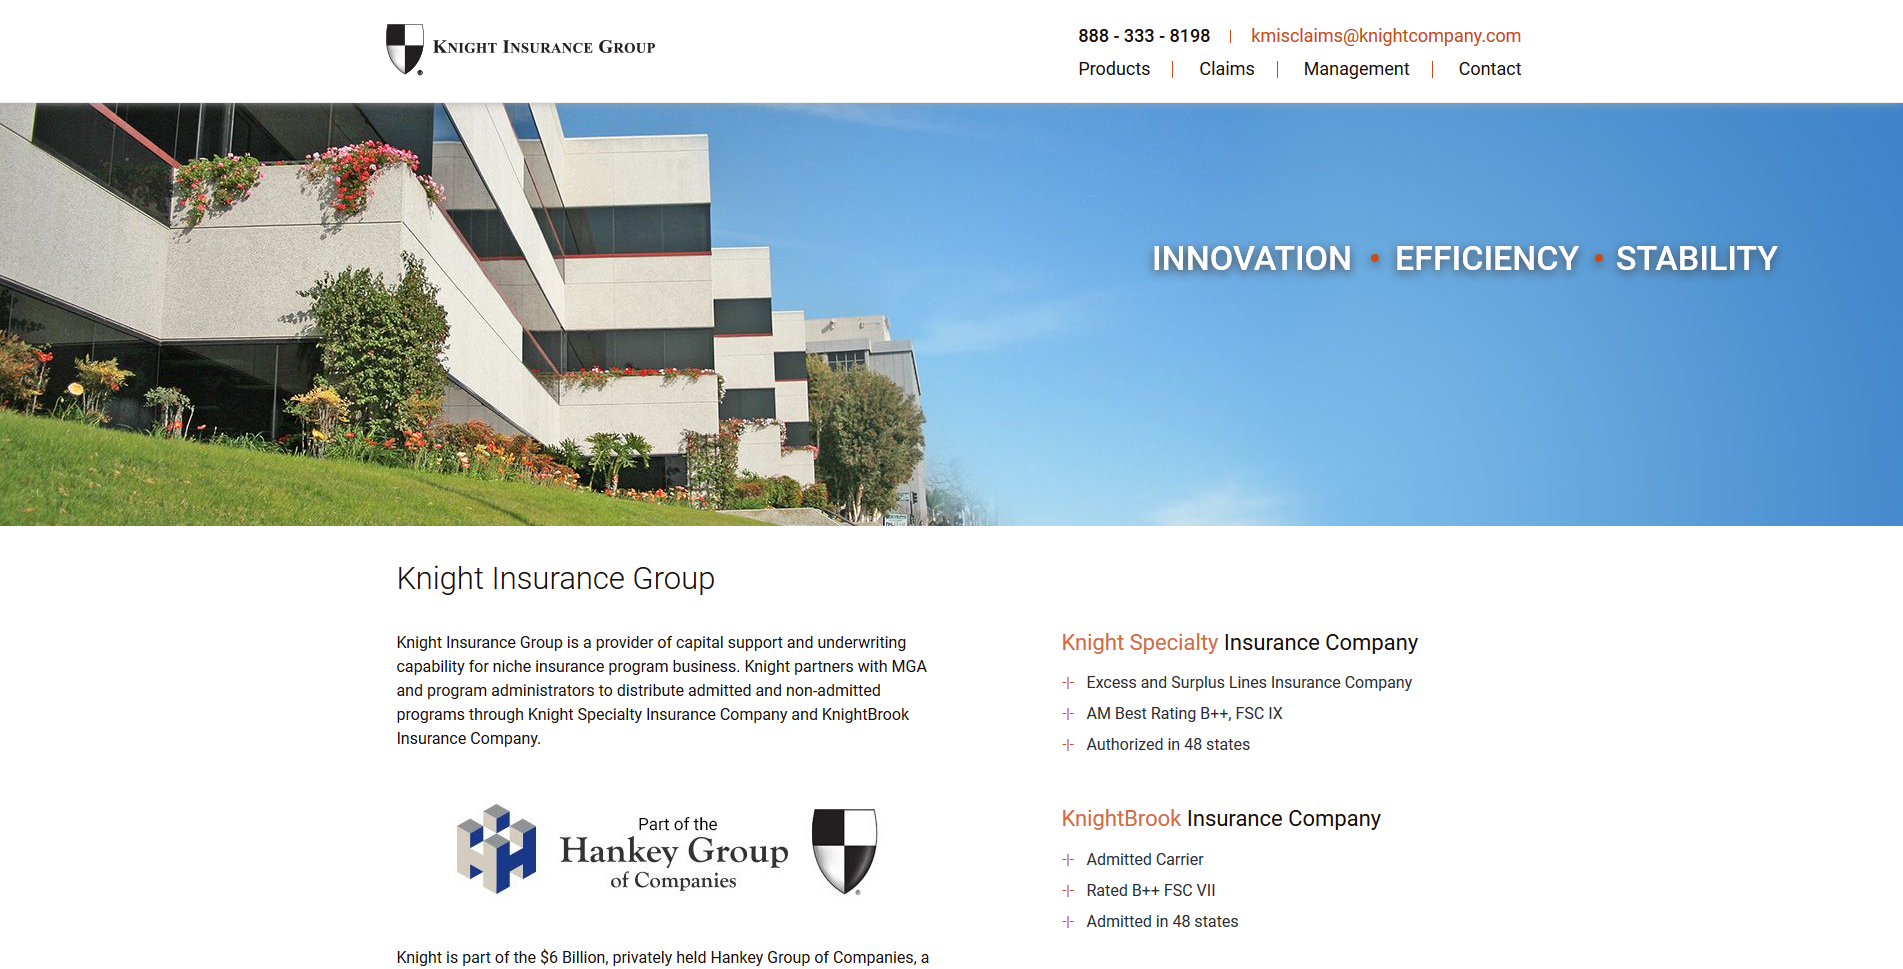 KNIGHT INSURANCE GROUP
888 - 333 - 8198 | kmisclaims@knightcompany.com
Products | Claims | Management | Contact
INNOVATION • EFFICIENCY • STABILITY
Knight Insurance Group
Knight Insurance Group is a provider of capital support and underwriting
capability for niche insurance program business. Knight partners with MGA
and program administrators to distribute admitted and non-admitted
programs through Knight Specialty Insurance Company and KnightBrook
Insurance Company.
Part of the
Hankey Group
of Companies
®
Knight is part of the $6 Billion, privately held Hankey Group of Companies, a
Knight Specialty Insurance Company
Excess and Surplus Lines Insurance Company
AM Best Rating B++, FSC IX
Authorized in 48 states
KnightBrook Insurance Company
Admitted Carrier
Rated B++ FSC VII
Admitted in 48 states